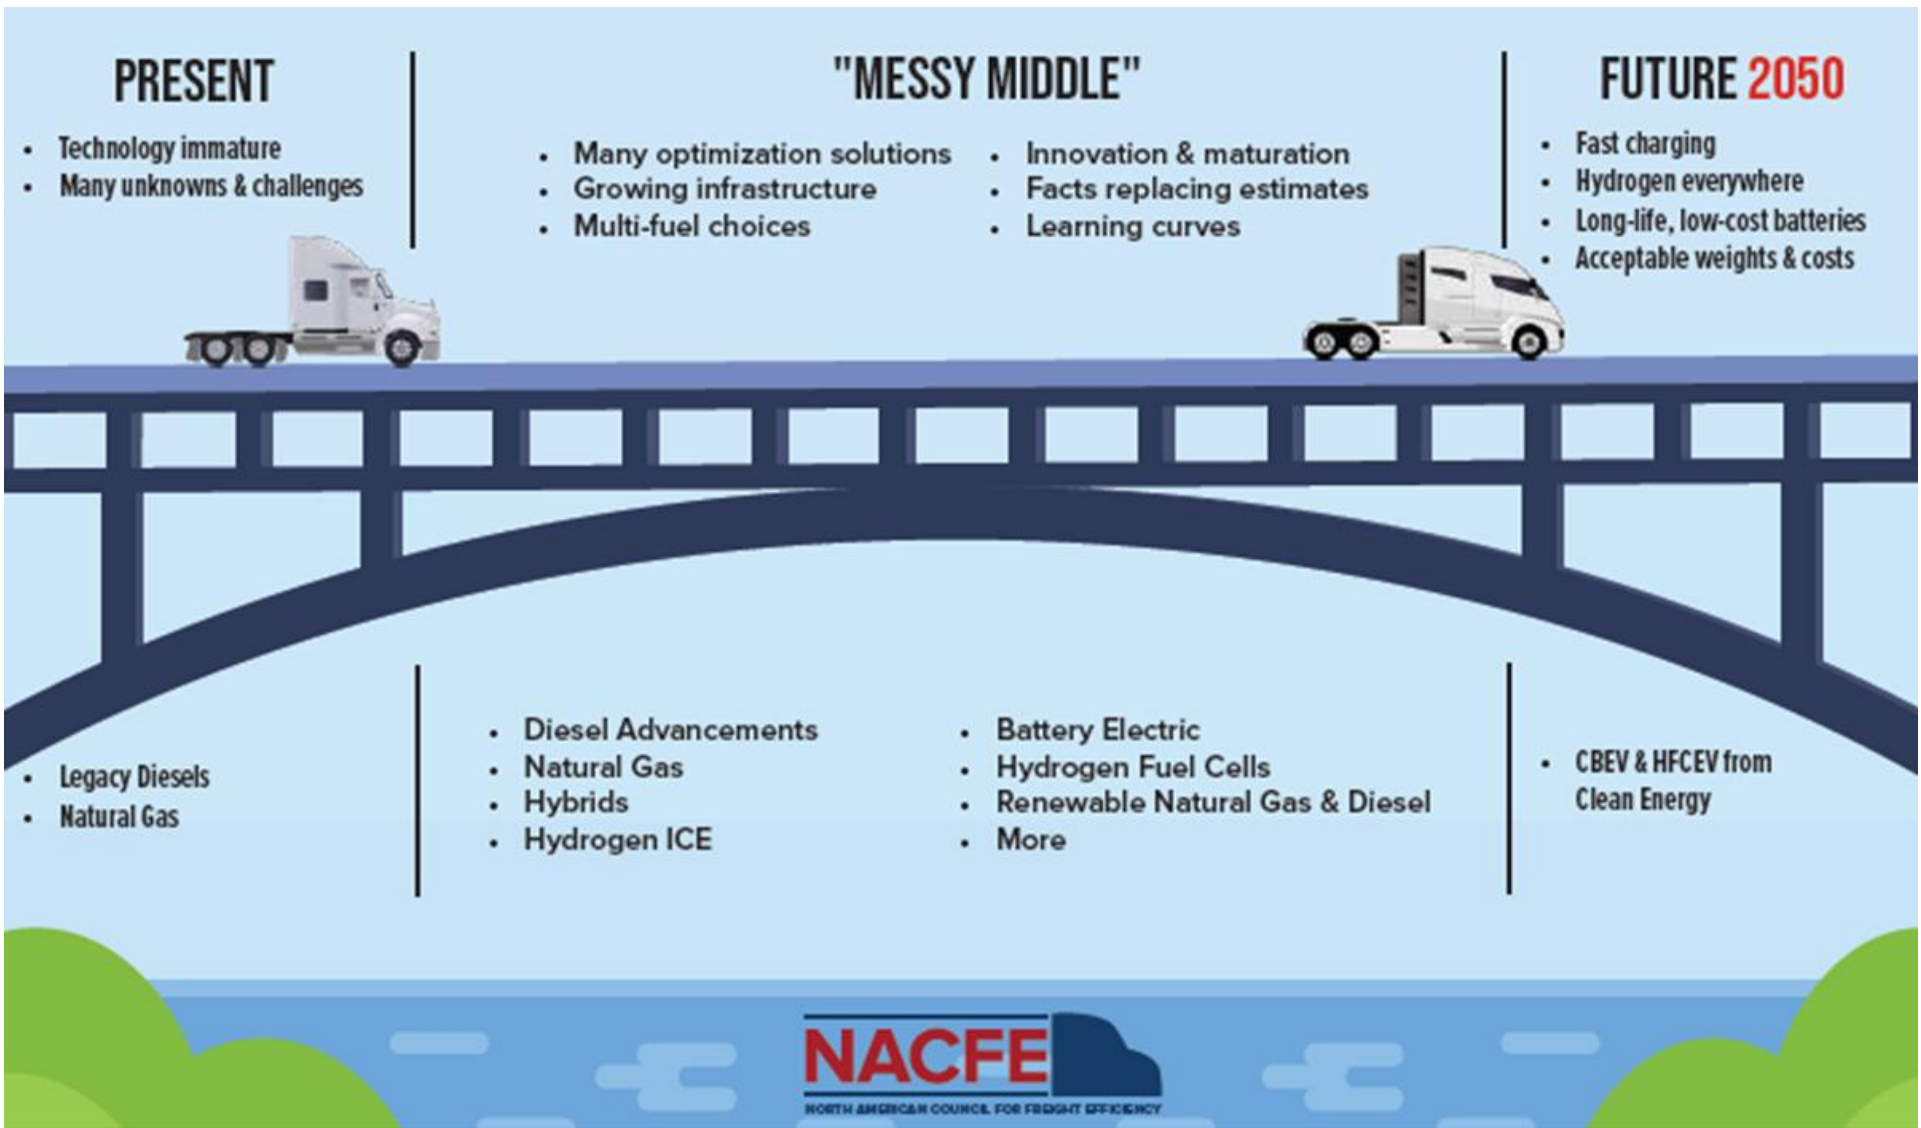 PRESENT
• Technology immature
• Many unknowns & challenges
"MESSY MIDDLE"
• Many optimization solutions
• Growing infrastructure
• Multi-fuel choices
• Innovation & maturation
• Facts replacing estimates
• Learning curves
FUTURE 2050
• Fast charging
• Hydrogen everywhere
• Long-life, low-cost batteries
• Acceptable weights & costs
• Legacy Diesels
• Natural Gas
• Diesel Advancements
• Natural Gas
• Hybrids
• Hydrogen ICE
• Battery Electric
• Hydrogen Fuel Cells
• Renewable Natural Gas & Diesel
• More
• CBEV & HFCEV from
Clean Energy
NACFE
NORTH AMERICAN COUNCIL FOR FREIGHT EFFICIENCY